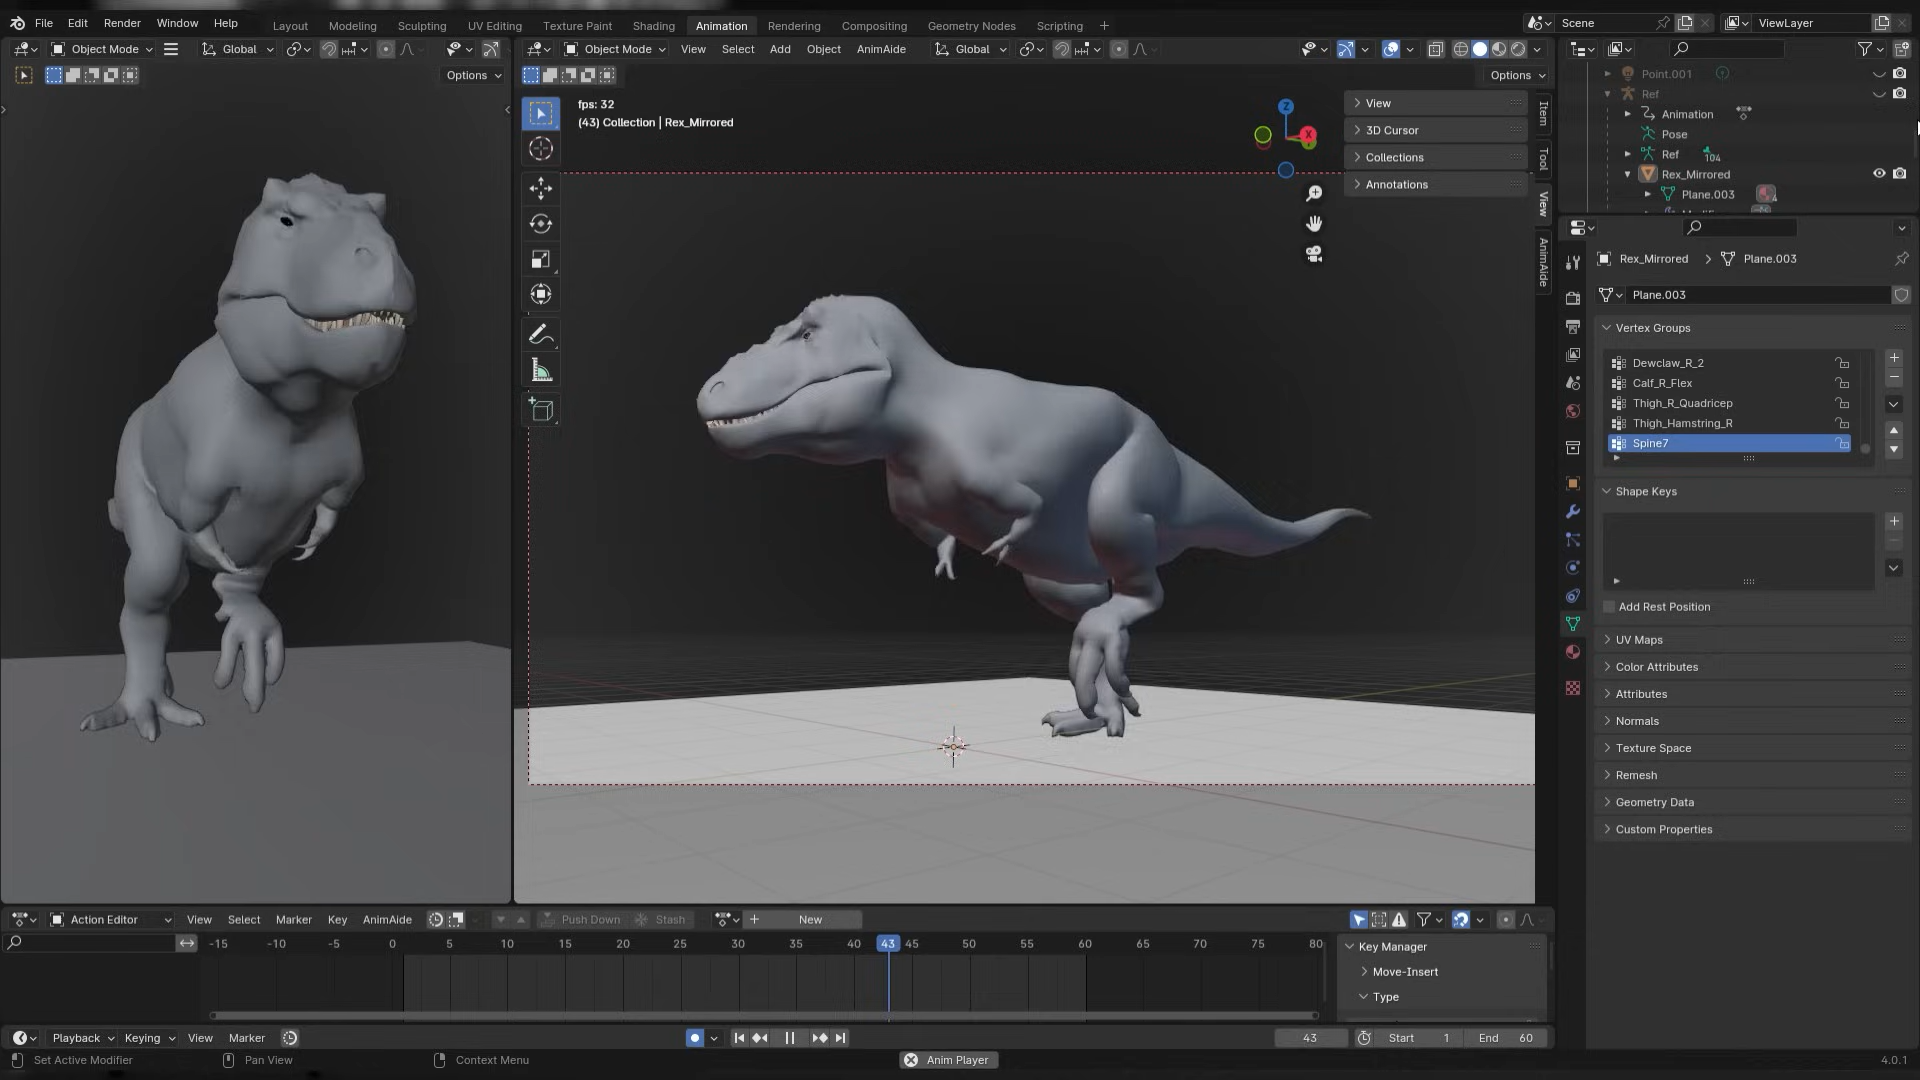 File Edit Render Window Help
Layout Modeling Sculpting UV Editing Texture Paint Shading Animation Rendering Compositing Geometry Nodes Scripting +
Scene
ViewLayer
Object Mode
Global
Options
Object Mode
View Select Add Object AnimAide
Global
Options
fps: 32
(43) Collection | Rex_Mirrored
Z
X
View
3D Cursor
Collections
Annotations
Item
Tool
View
AnimAide
Point.001
Ref
Animation
Pose
Ref
104
Rex_Mirrored
Plane.003
4
Rex_Mirrored > Plane.003
Plane.003
Vertex Groups
Dewclaw_R_2
Calf_R_Flex
Thigh_R_Quadricep
Thigh_Hamstring_R
Spine7
Shape Keys
Add Rest Position
UV Maps
Color Attributes
Attributes
Normals
Texture Space
Remesh
Geometry Data
Custom Properties
Action Editor View Select Marker Key AnimAide Push Down Stash New
-15 -10 -5 0 5 10 15 20 25 30 35 40 43 45 50 55 60 65 70 75 80
Key Manager
Move-Insert
Type
Playback Keying View Marker
43 Start 1 End 60
Set Active Modifier Pan View Context Menu
Anim Player
4.0.1